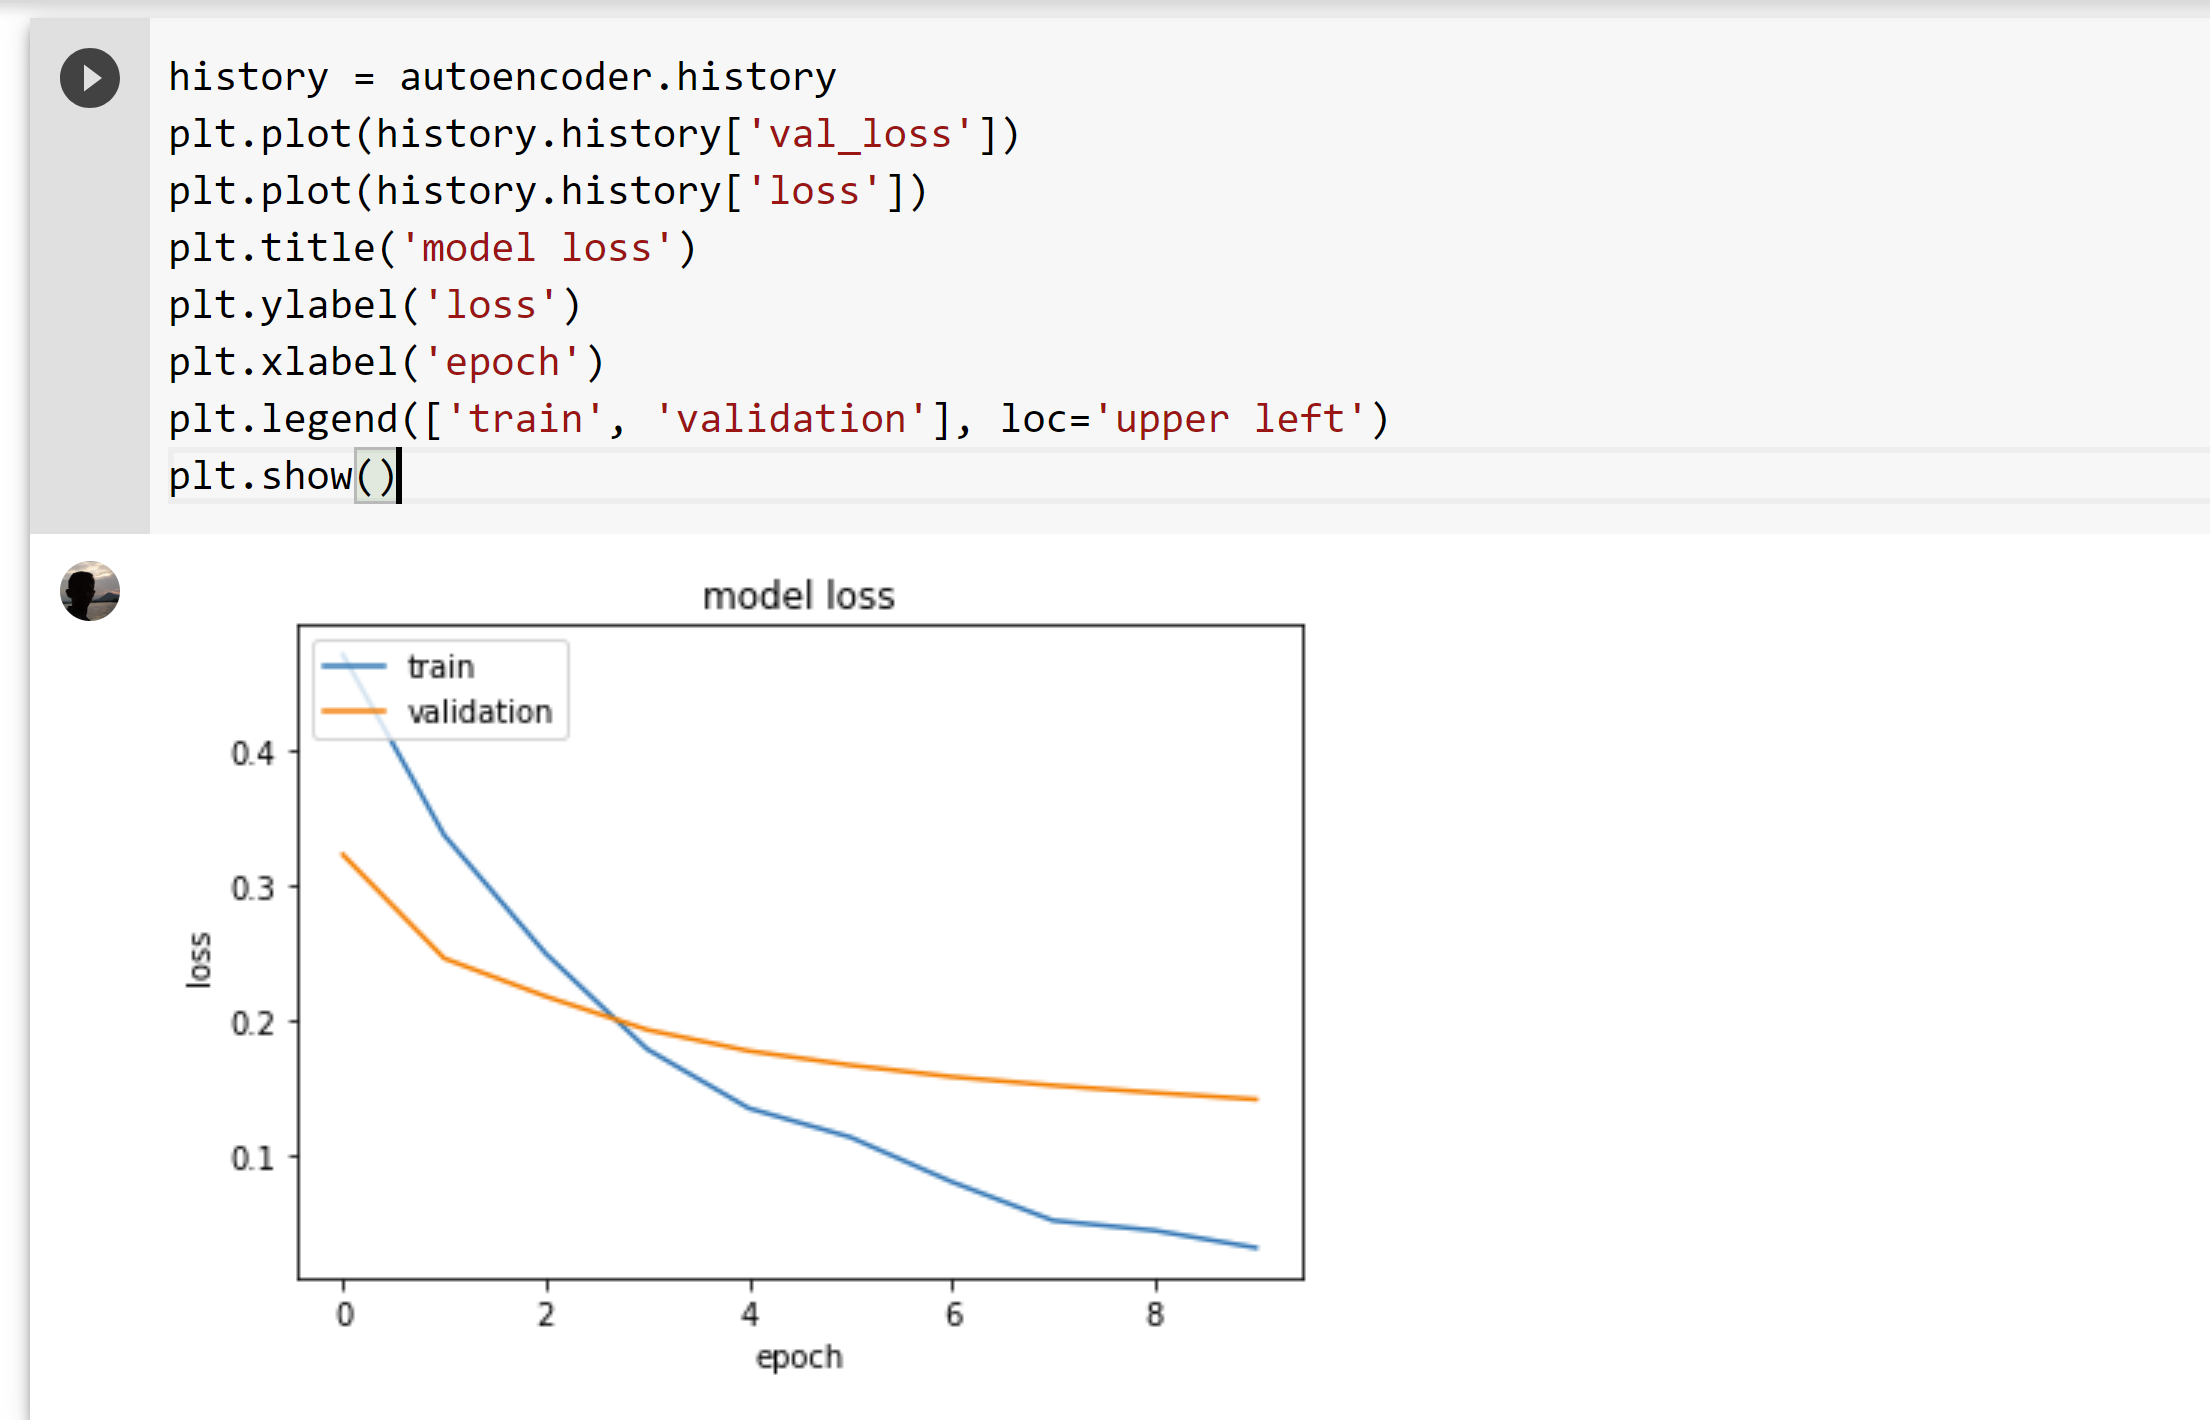 history = autoencoder.history
plt.plot(history.history['val_loss'])
plt.plot(history.history['loss'])
plt.title('model loss')
plt.ylabel('loss')
plt.xlabel('epoch')
plt.legend(['train', 'validation'], loc='upper left')
plt.show()
model loss
train
validation
0.4
0.3
0.2
0.1
loss
0 2 4 6 8
epoch